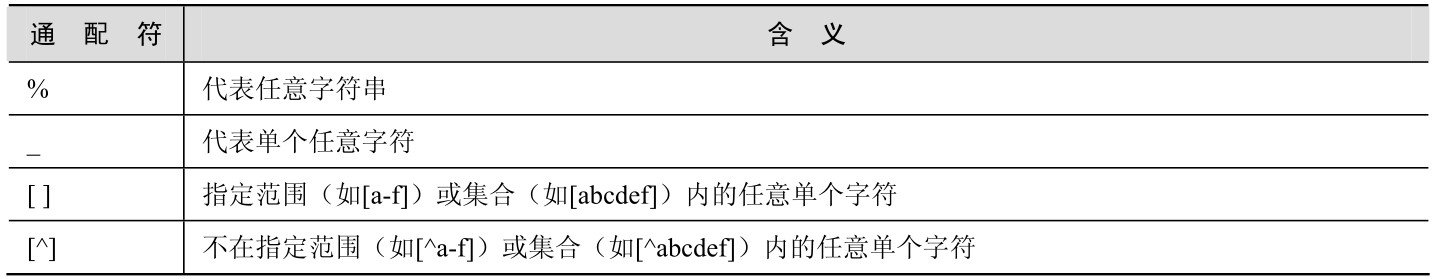 通 配 符 含 义
% 代表任意字符串
_ 代表单个任意字符
[ ] 指定范围（如[a-f]）或集合（如[abcdef]）内的任意单个字符
[^] 不在指定范围（如[^a-f]）或集合（如[^abcdef]）内的任意单个字符